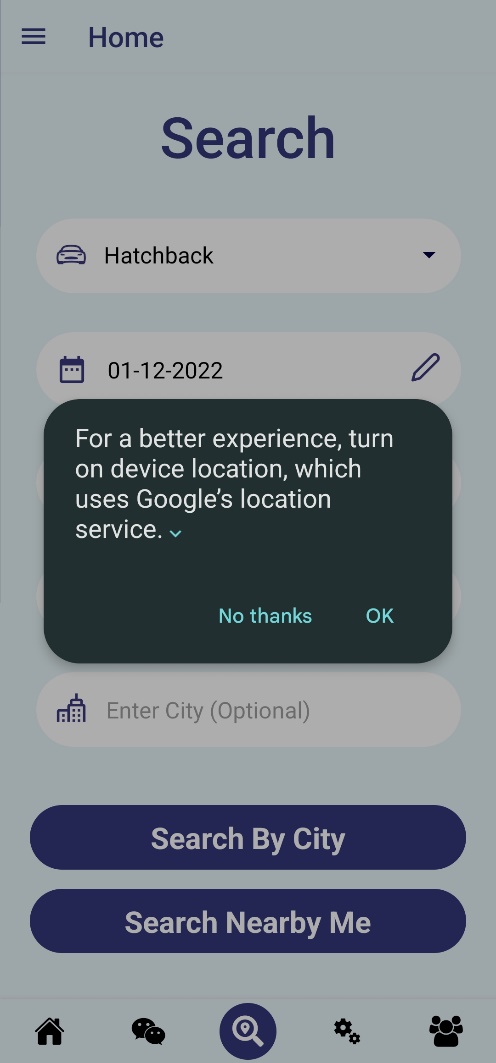 Home
Search
Hatchback
01-12-2022
For a better experience, turn
on device location, which
uses Google’s location
service.
No thanks
OK
Enter City (Optional)
Search By City
Search Nearby Me